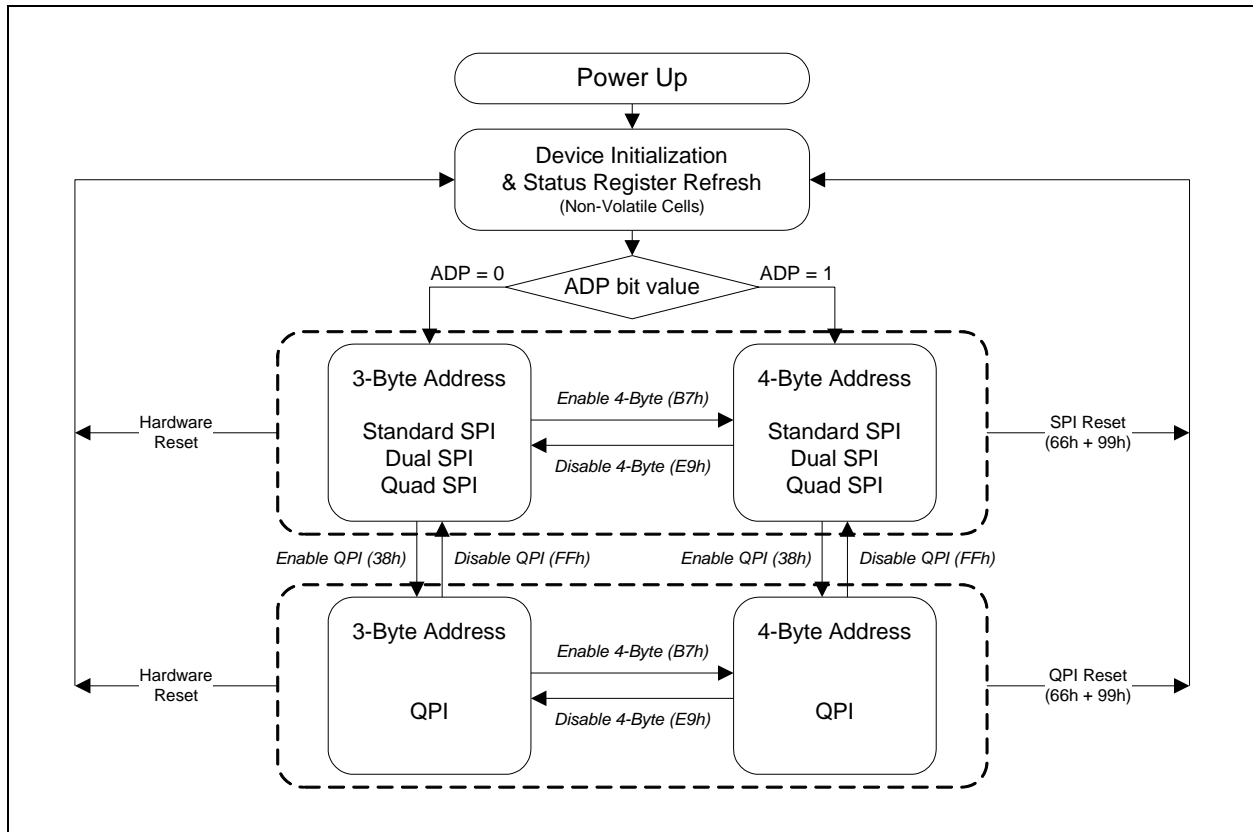 Power Up
Device Initialization
& Status Register Refresh
(Non-Volatile Cells)
ADP = 0
ADP bit value
ADP = 1
3-Byte Address
Standard SPI
Dual SPI
Quad SPI
Enable 4-Byte (B7h)
Disable 4-Byte (E9h)
4-Byte Address
Standard SPI
Dual SPI
Quad SPI
Hardware
Reset
SPI Reset
(66h + 99h)
Enable QPI (38h)
Disable QPI (FFh)
Enable QPI (38h)
Disable QPI (FFh)
3-Byte Address
QPI
Enable 4-Byte (B7h)
Disable 4-Byte (E9h)
4-Byte Address
QPI
Hardware
Reset
QPI Reset
(66h + 99h)